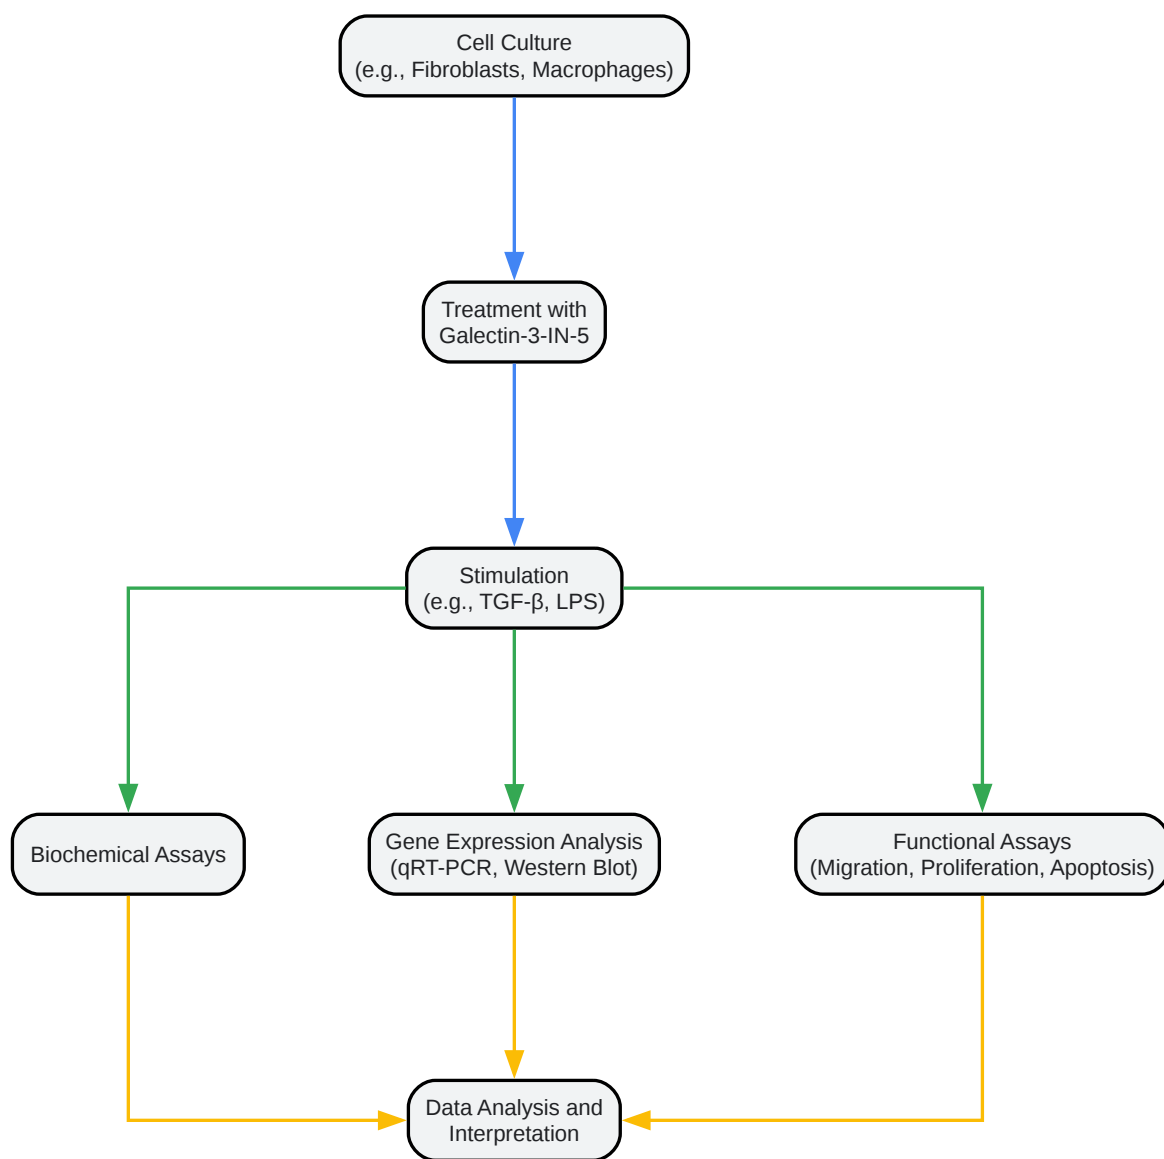 Cell Culture
(e.g., Fibroblasts, Macrophages)
Treatment with
Galectin-3-IN-5
Stimulation
(e.g., TGF-β, LPS)
Biochemical Assays
Gene Expression Analysis
(qRT-PCR, Western Blot)
Functional Assays
(Migration, Proliferation, Apoptosis)
Data Analysis and
Interpretation